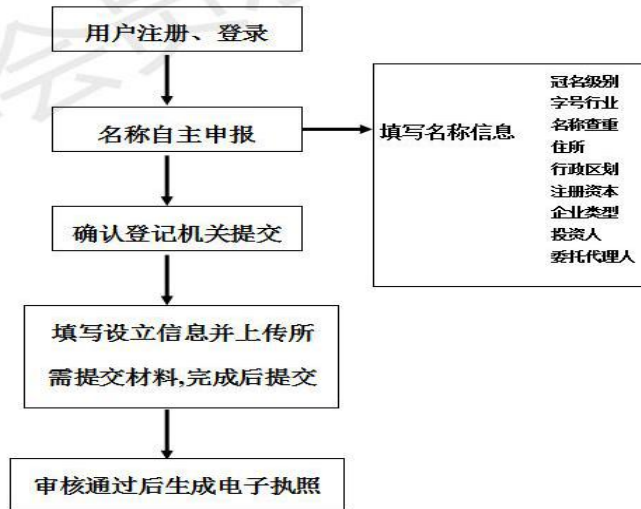 用户注册、登录
名称自主申报
填写名称信息
冠名级别
字号行业
名称查重
住所
行政区划
注册资本
企业类型
投资人
委托代理人
确认登记机关提交
填写设立信息并上传所
需提交材料,完成后提交
审核通过后生成电子执照